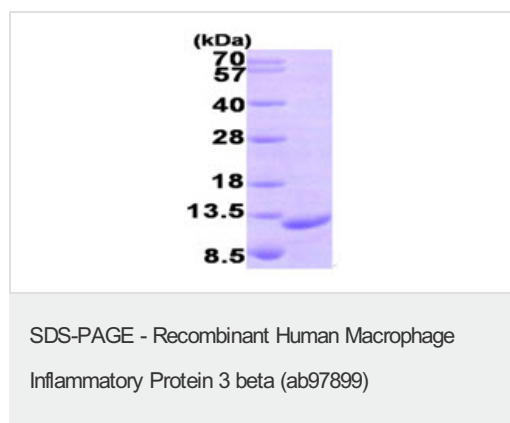 (kDa)
70
57
40
28
18
13.5
8.5
SDS-PAGE - Recombinant Human Macrophage
Inflammatory Protein 3 beta (ab97899)